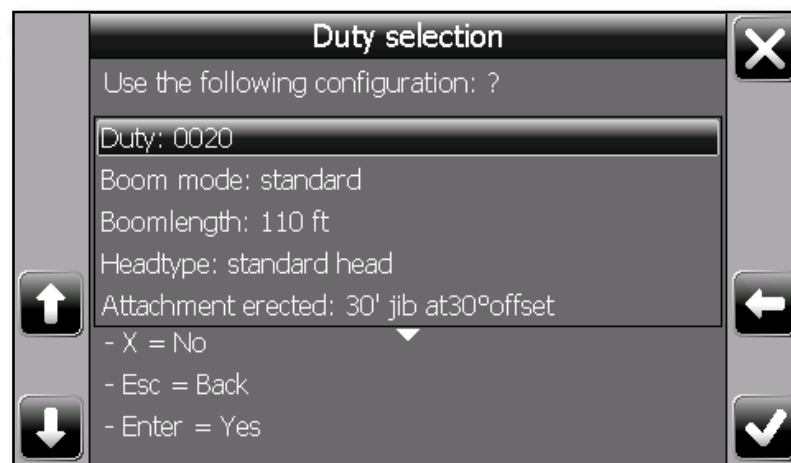 Duty selection
Use the following configuration: ?
Duty: 0020
Boom mode: standard
Boomlength: 110 ft
Headtype: standard head
Attachment erected: 30' jib at30°offset
- X = No
- Esc = Back
- Enter = Yes